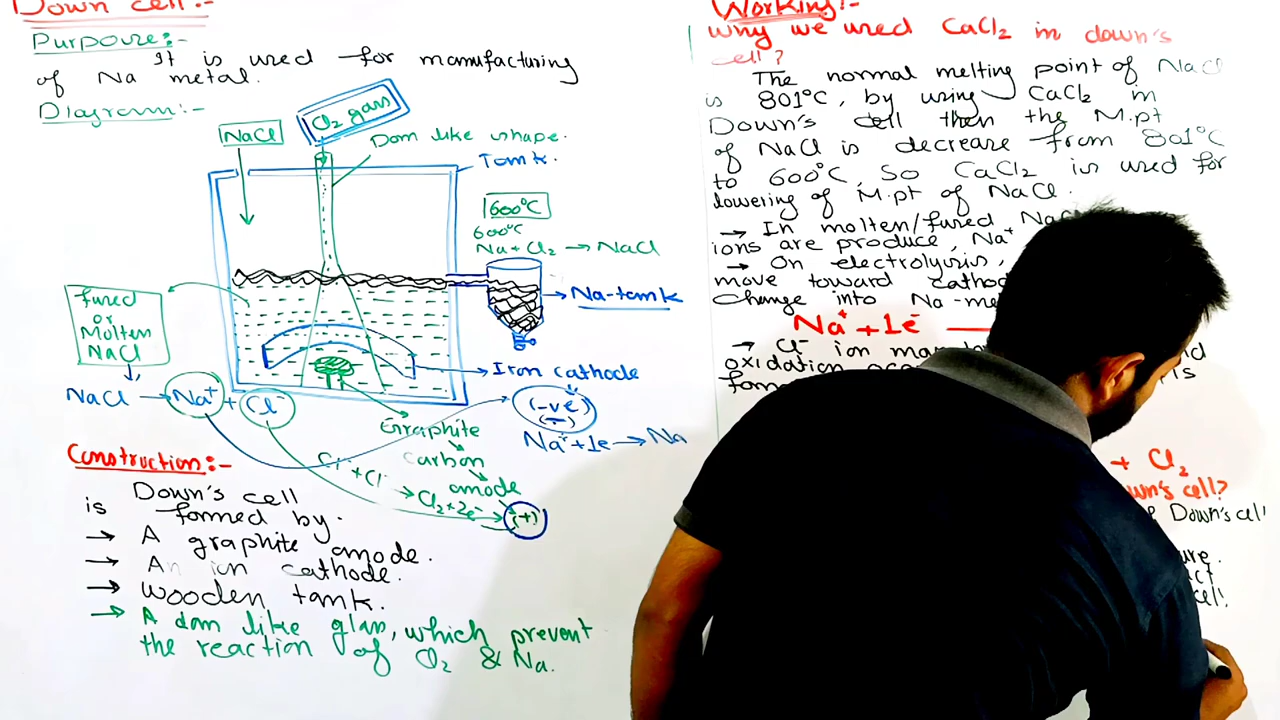 Down cell:-
Purpouse:-
It is used for manufacturing
of Na metal.
Diagram:-
NaCl
Cl2 gass
Dom like shape.
Tank.
600°C
600°C
Na + Cl2 → NaCl
→ Na-tank
fused
or
Molten
NaCl
NaCl → Na⁺ + Cl⁻
→ Iron cathode
(-ve)
(-)
Na⁺+1e → Na
Graphite
Carbon
anode
(+)
Cl⁻ + Cl⁻ → Cl2+2e⁻
Construction:-
Down's cell
is formed by.
→ A graphite anode.
→ An ion cathode.
→ wooden tank.
→ A dom like glass, which prevent
the reaction of Cl2 & Na.
Working:-
why we used CaCl2 in down's
cell?
The normal melting point of NaCl
is 801°C, by using CaCl2 in
Down's cell then the M.pt
of NaCl is decrease from 801°C
to 600°C, So CaCl2 is used for
lowering of M.pt of NaCl.
→ In molten/fused
ions are produce, Na⁺
→ On electrolysis,
move toward
Change into
Na⁺ + 1e⁻
→ Cl⁻ ion
oxidation
+ Cl2
cell?
Down's cell